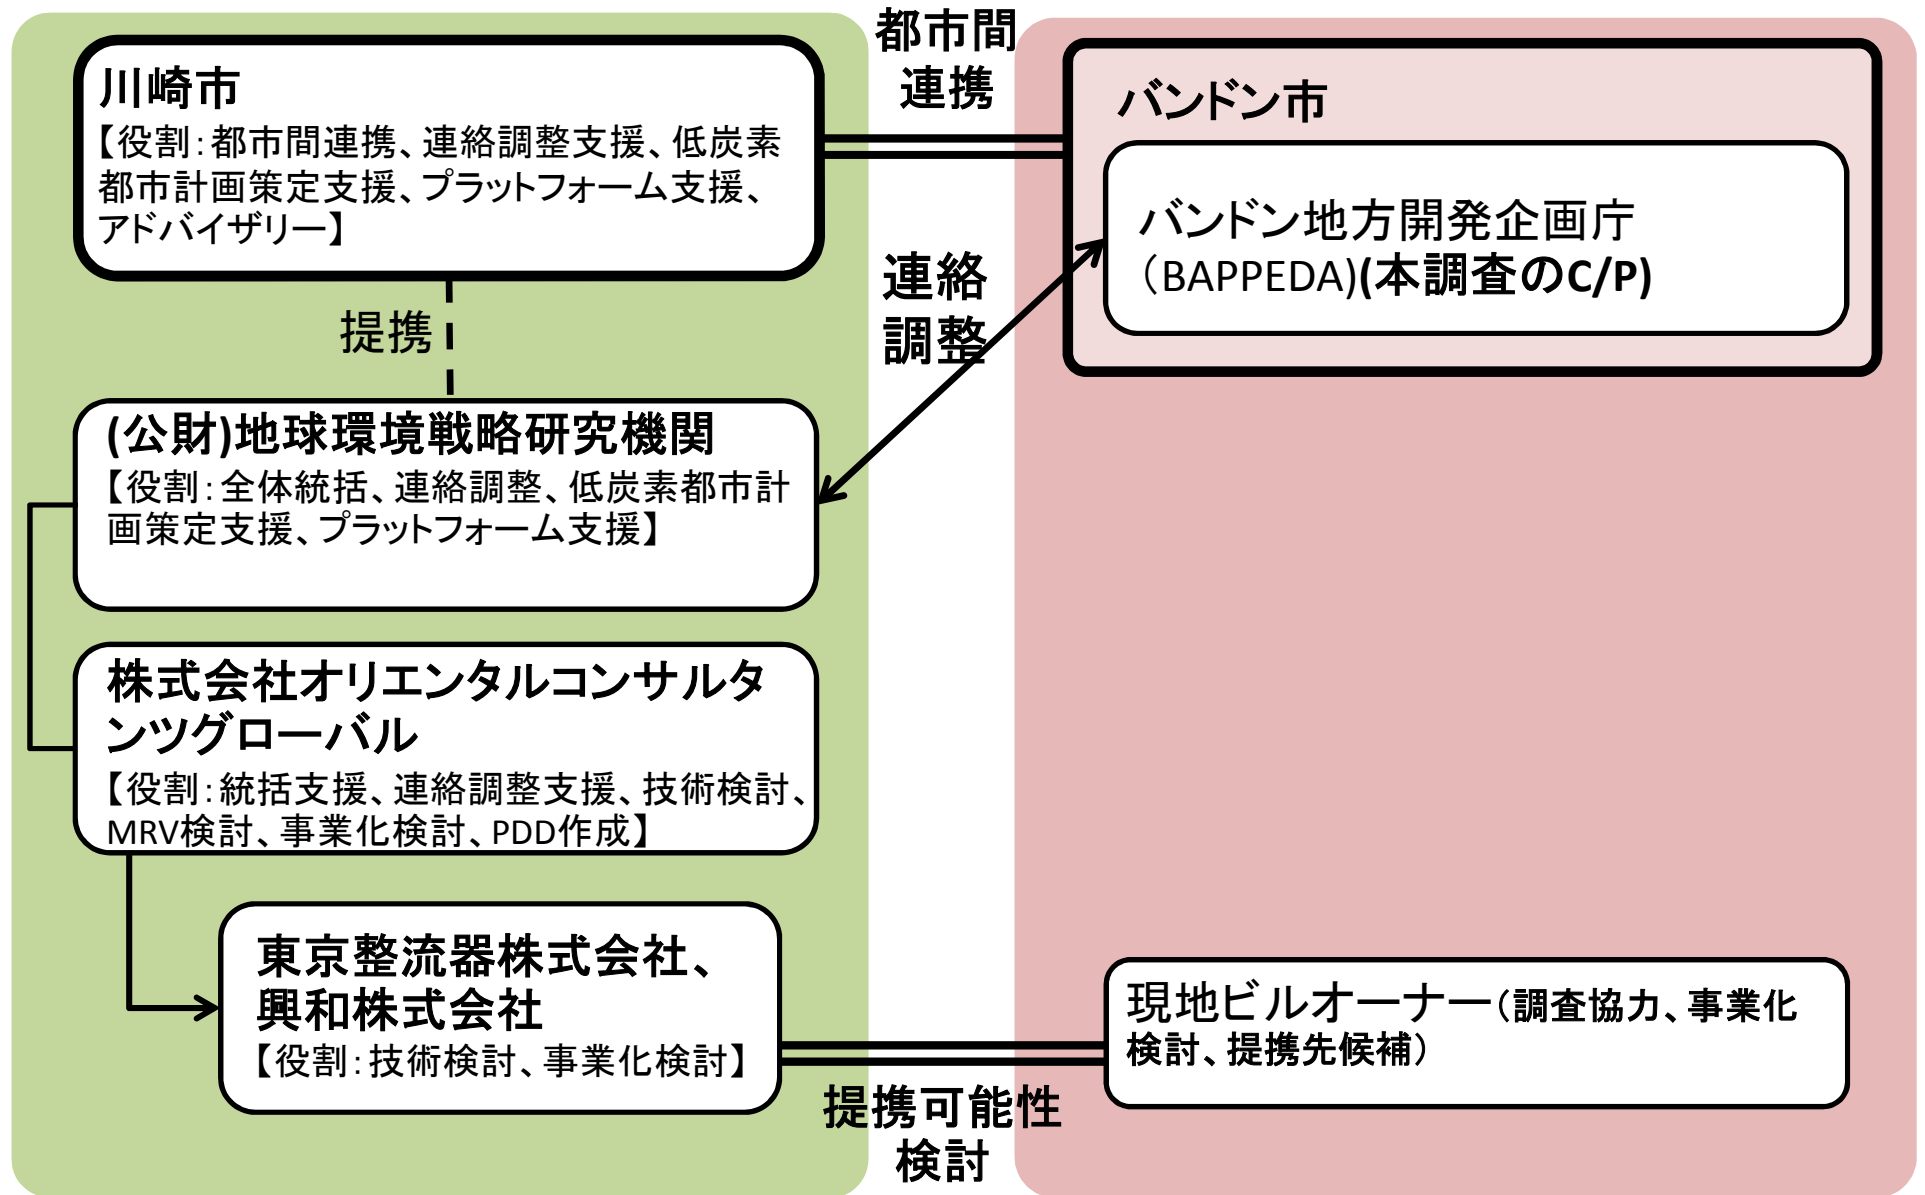 川崎市
【役割：都市間連携、連絡調整支援、低炭素
都市計画策定支援、プラットフォーム支援、
アドバイザリー】
都市間
連携
バンドン市
バンドン地方開発企画庁
（BAPPEDA)(本調査のC/P)
連絡
調整
提携
(公財)地球環境戦略研究機関
【役割：全体統括、連絡調整、低炭素都市計
画策定支援、プラットフォーム支援】
株式会社オリエンタルコンサルタ
ンツグローバル
【役割：統括支援、連絡調整支援、技術検討、
MRV検討、事業化検討、PDD作成】
東京整流器株式会社、
興和株式会社
【役割：技術検討、事業化検討】
現地ビルオーナー（調査協力、事業化
検討、提携先候補）
提携可能性
検討